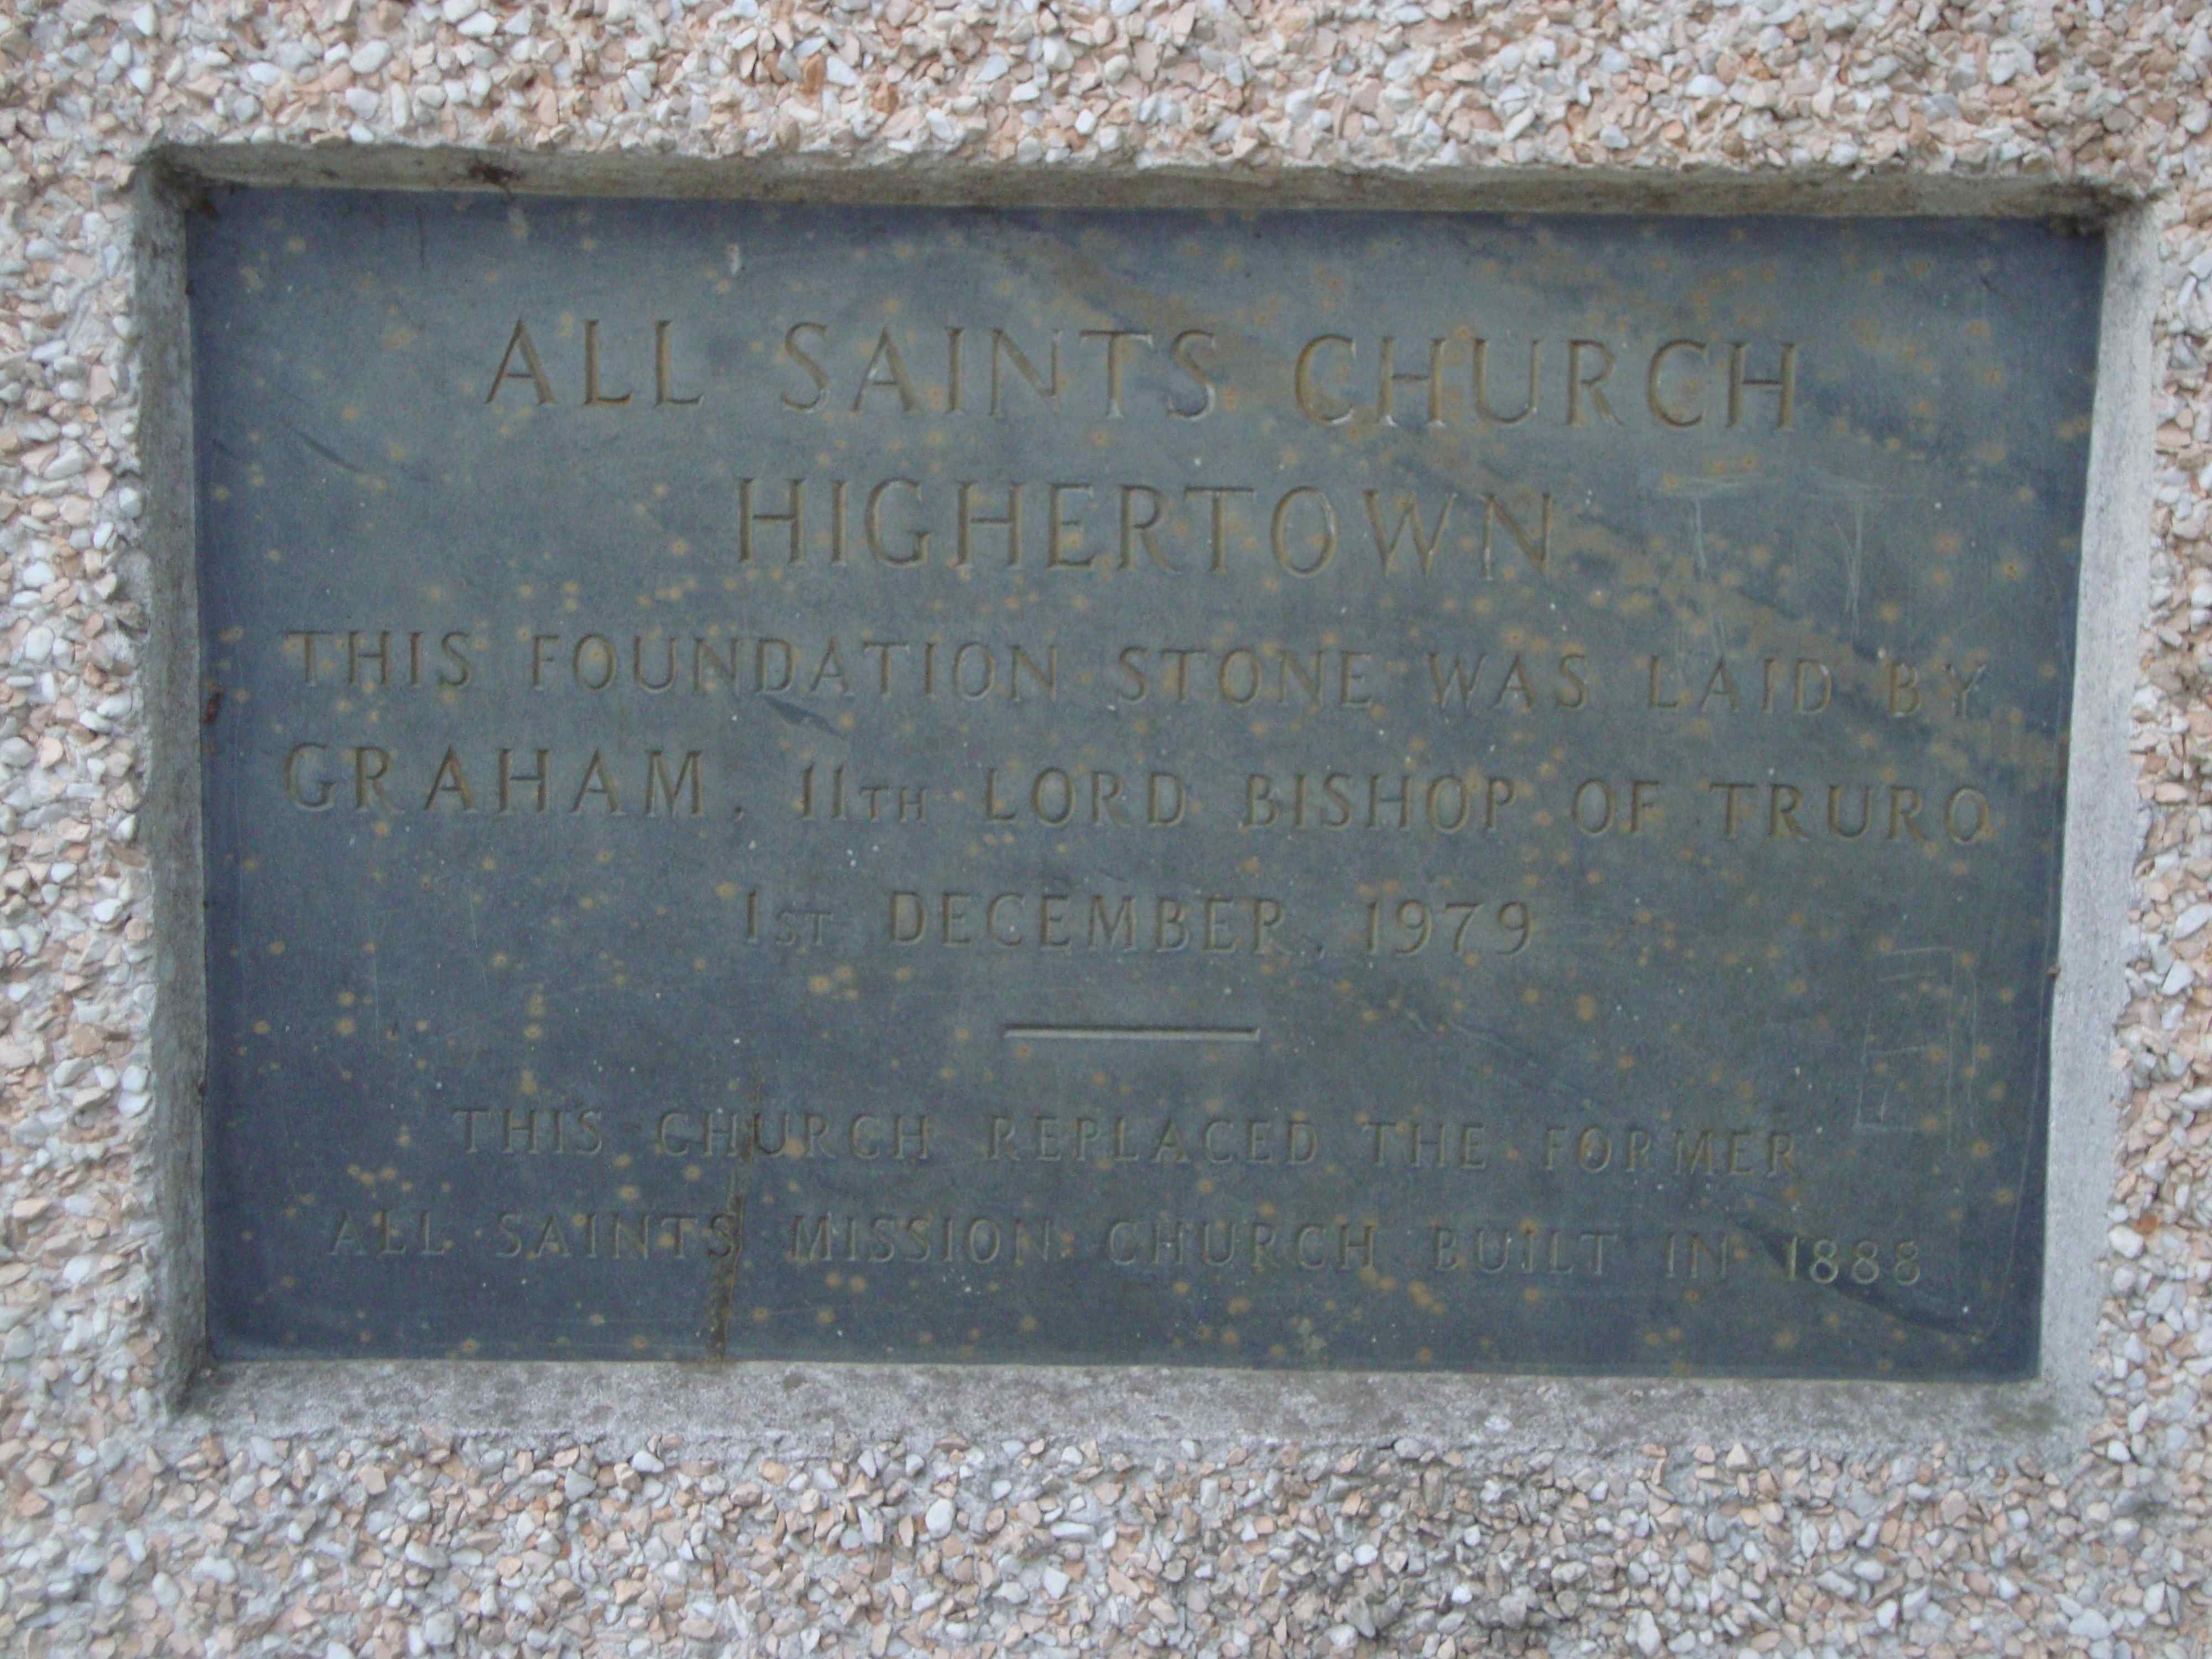 ALL SAINTS CHURCH
HIGHERTOWN
THIS FOUNDATION STONE WAS LAID BY
GRAHAM, 11TH LORD BISHOP OF TRURO
1ST DECEMBER, 1979
THIS CHURCH REPLACED THE FORMER
ALL SAINTS MISSION CHURCH BUILT IN 1888